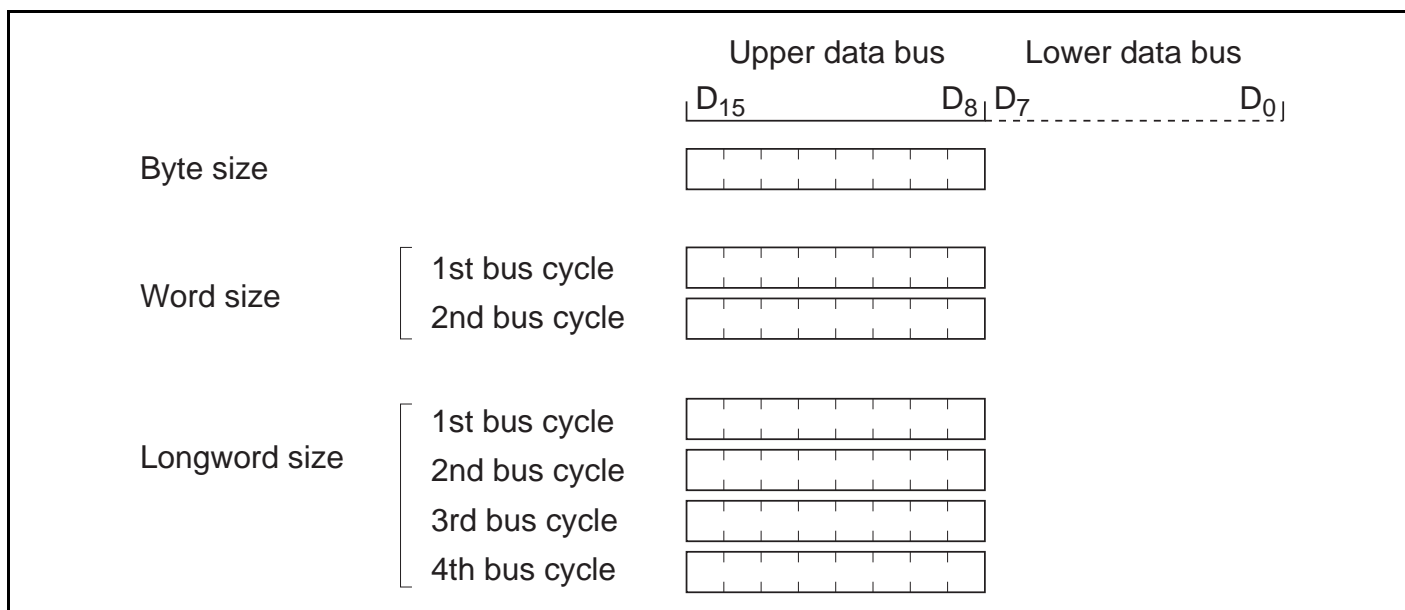 Upper data bus Lower data bus
D15 D8 D7 D0
Byte size
Word size
1st bus cycle
2nd bus cycle
Longword size
1st bus cycle
2nd bus cycle
3rd bus cycle
4th bus cycle